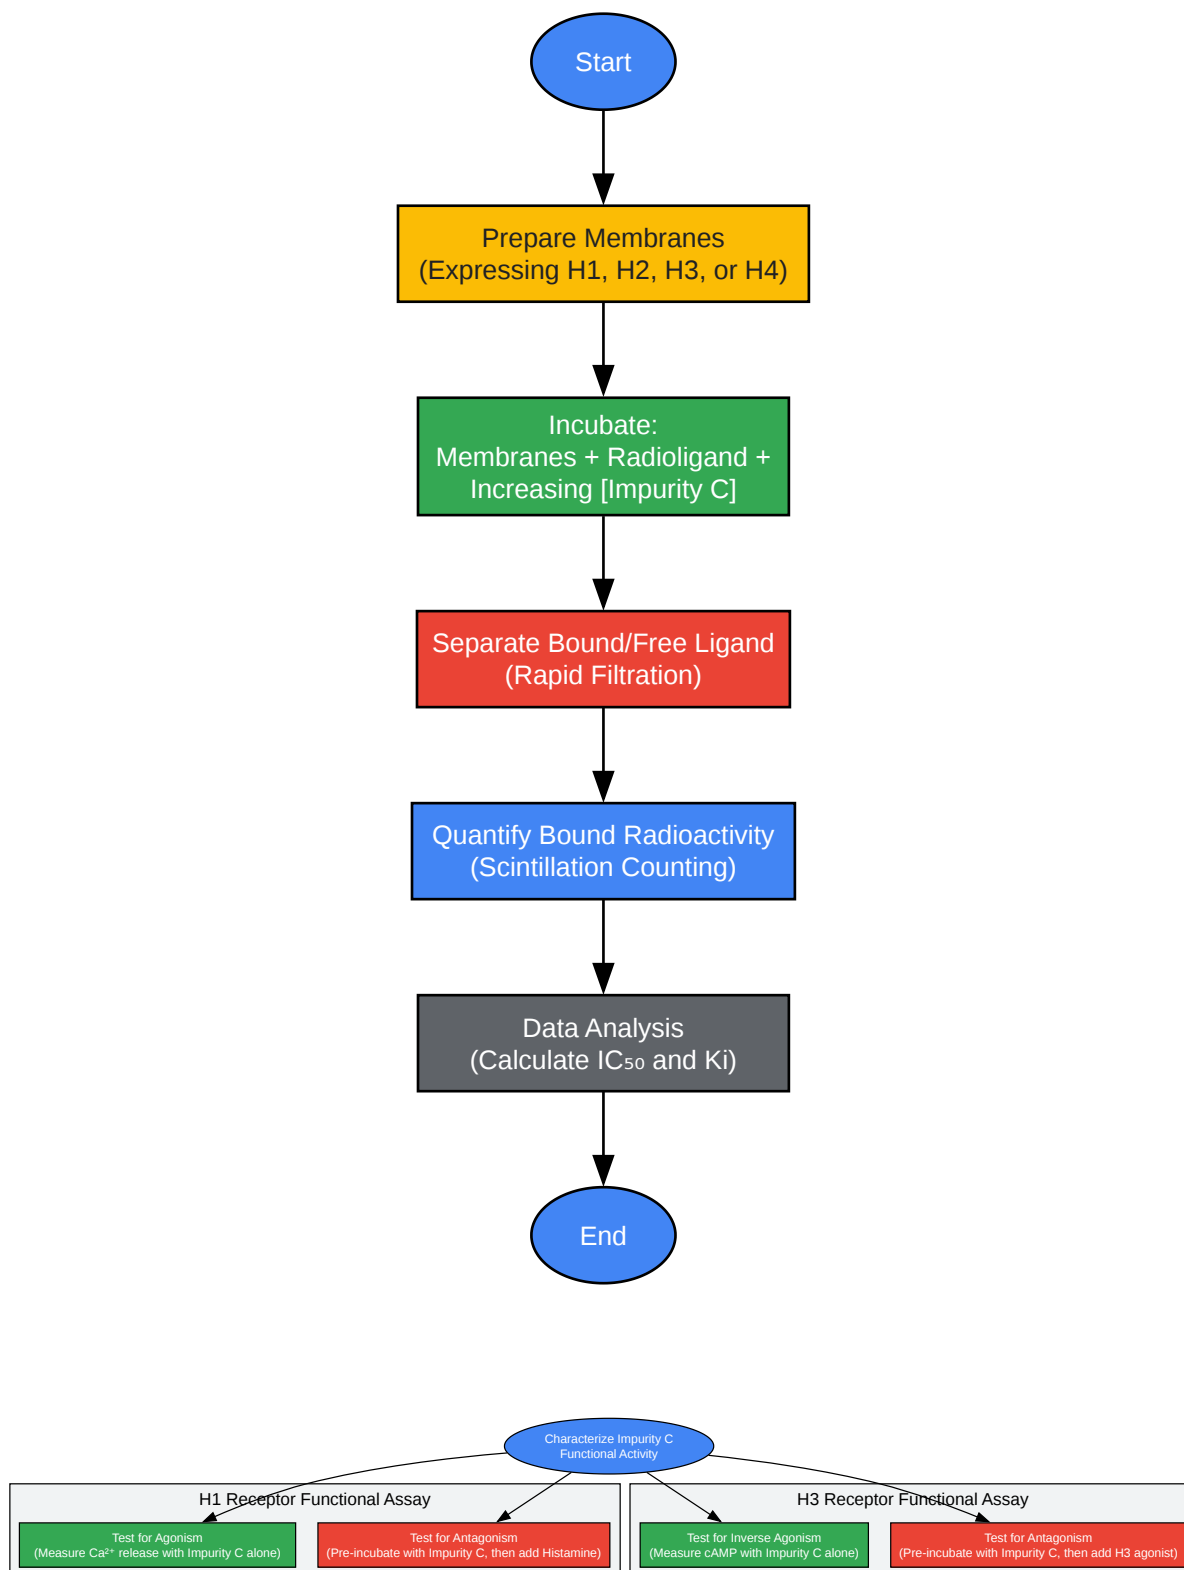 Start
Prepare Membranes
(Expressing H1, H2, H3, or H4)
Incubate:
Membranes + Radioligand +
Increasing [Impurity C]
Separate Bound/Free Ligand
(Rapid Filtration)
Quantify Bound Radioactivity
(Scintillation Counting)
Data Analysis
(Calculate IC₅₀ and Ki)
End
Characterize Impurity C
Functional Activity
H1 Receptor Functional Assay
Test for Agonism
(Measure Ca²⁺ release with Impurity C alone)
Test for Antagonism
(Pre-incubate with Impurity C, then add Histamine)
H3 Receptor Functional Assay
Test for Inverse Agonism
(Measure cAMP with Impurity C alone)
Test for Antagonism
(Pre-incubate with Impurity C, then add H3 agonist)